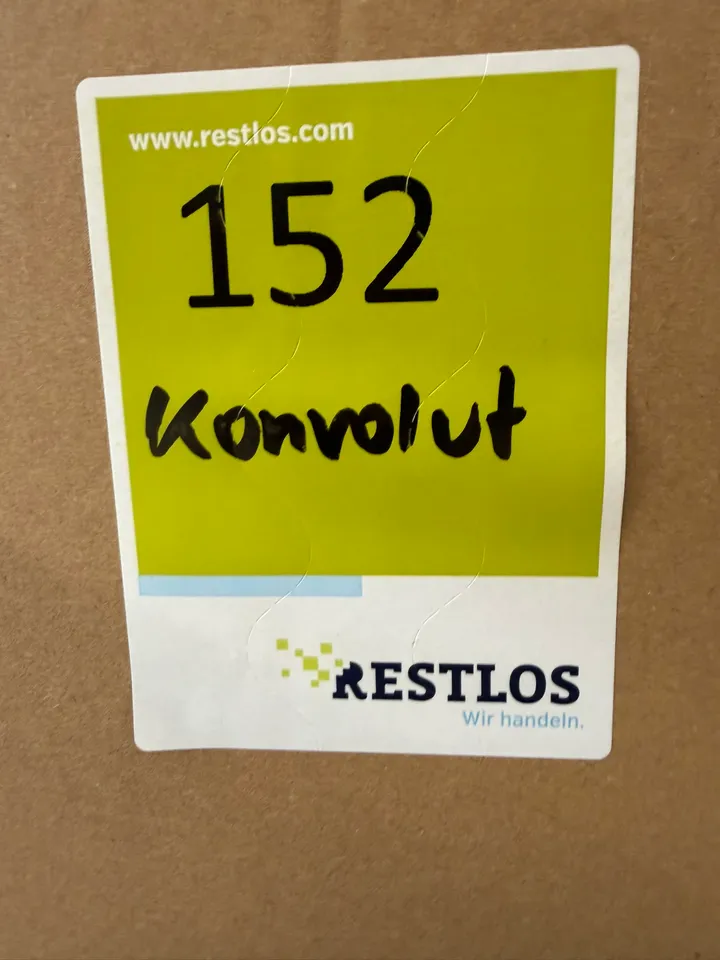 www.restlos.com
152
Konvolut
RESTLOS
Wir handeln.